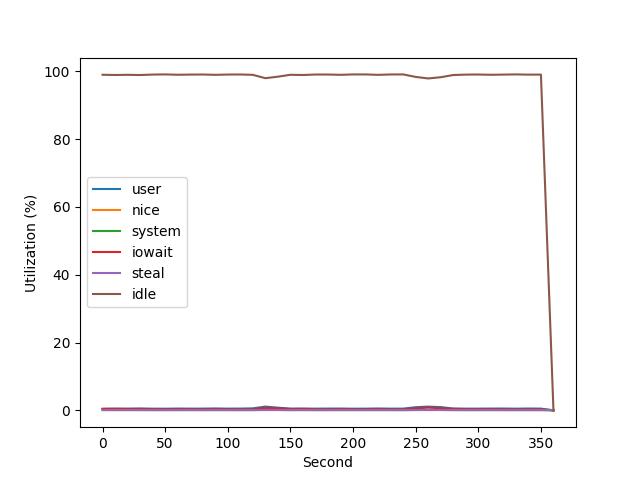 100
80
60
40
20
0
Utilization (%)
user
nice
system
iowait
steal
idle
0 50 100 150 200 250 300 350
Second